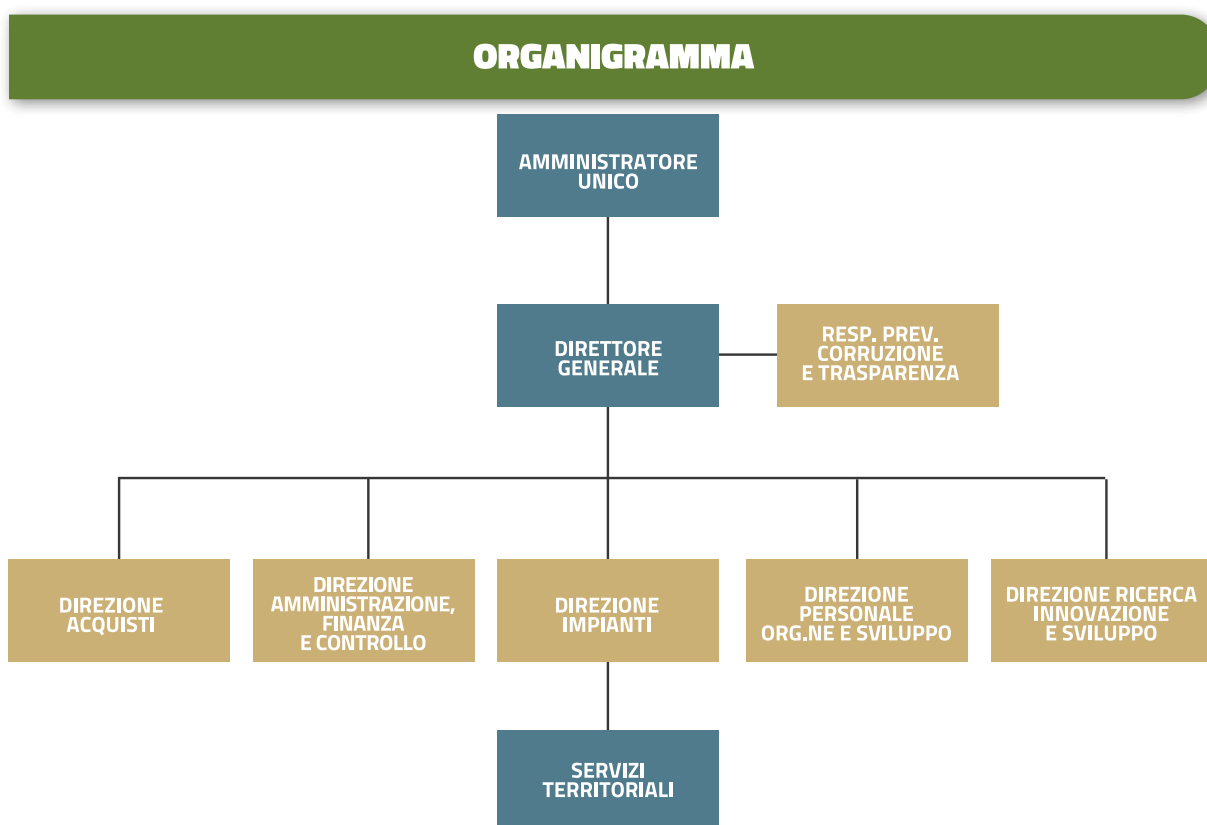 ORGANIGRAMMA
AMMINISTRATORE
UNICO
DIRETTORE
GENERALE
RESP. PREV.
CORRUZIONE
E TRASPARENZA
DIREZIONE
ACQUISTI
DIREZIONE
AMMINISTRAZIONE,
FINANZA
E CONTROLLO
DIREZIONE
IMPIANTI
DIREZIONE
PERSONALE
ORG.NE E SVILUPPO
DIREZIONE RICERCA
INNOVAZIONE
E SVILUPPO
SERVIZI
TERRITORIALI